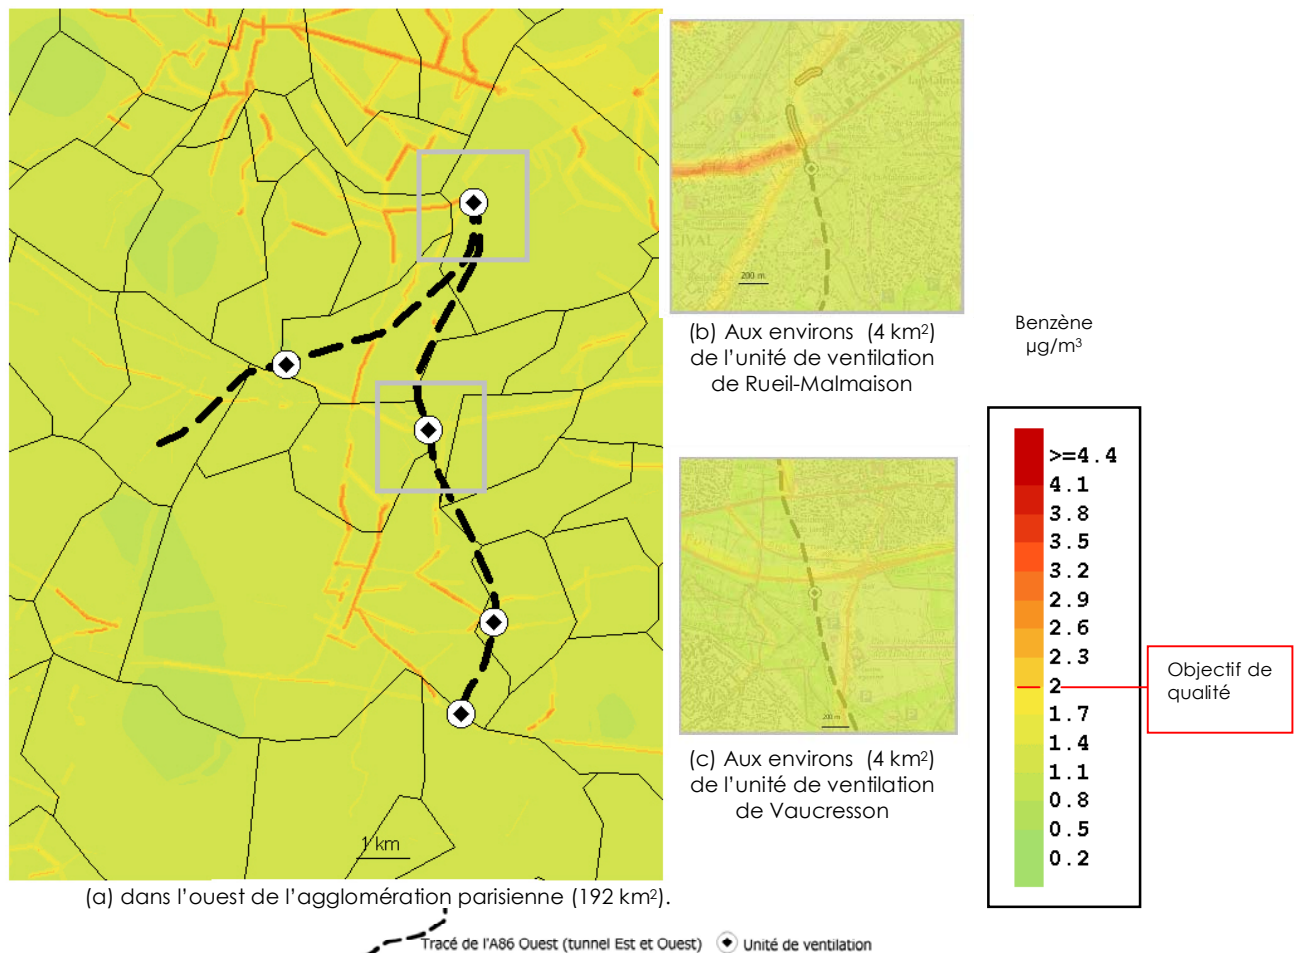 1 km
(a) dans l'ouest de l'agglomération parisienne (192 km²).
200 m
(b) Aux environs (4 km²)
de l'unité de ventilation
de Rueil-Malmaison
200 m
(c) Aux environs (4 km²)
de l'unité de ventilation
de Vaucresson
Benzène
µg/m³
>=4.4
4.1
3.8
3.5
3.2
2.9
2.6
2.3
2
1.7
1.4
1.1
0.8
0.5
0.2
Objectif de
qualité
Tracé de l'A86 Ouest (tunnel Est et Ouest)
Unité de ventilation